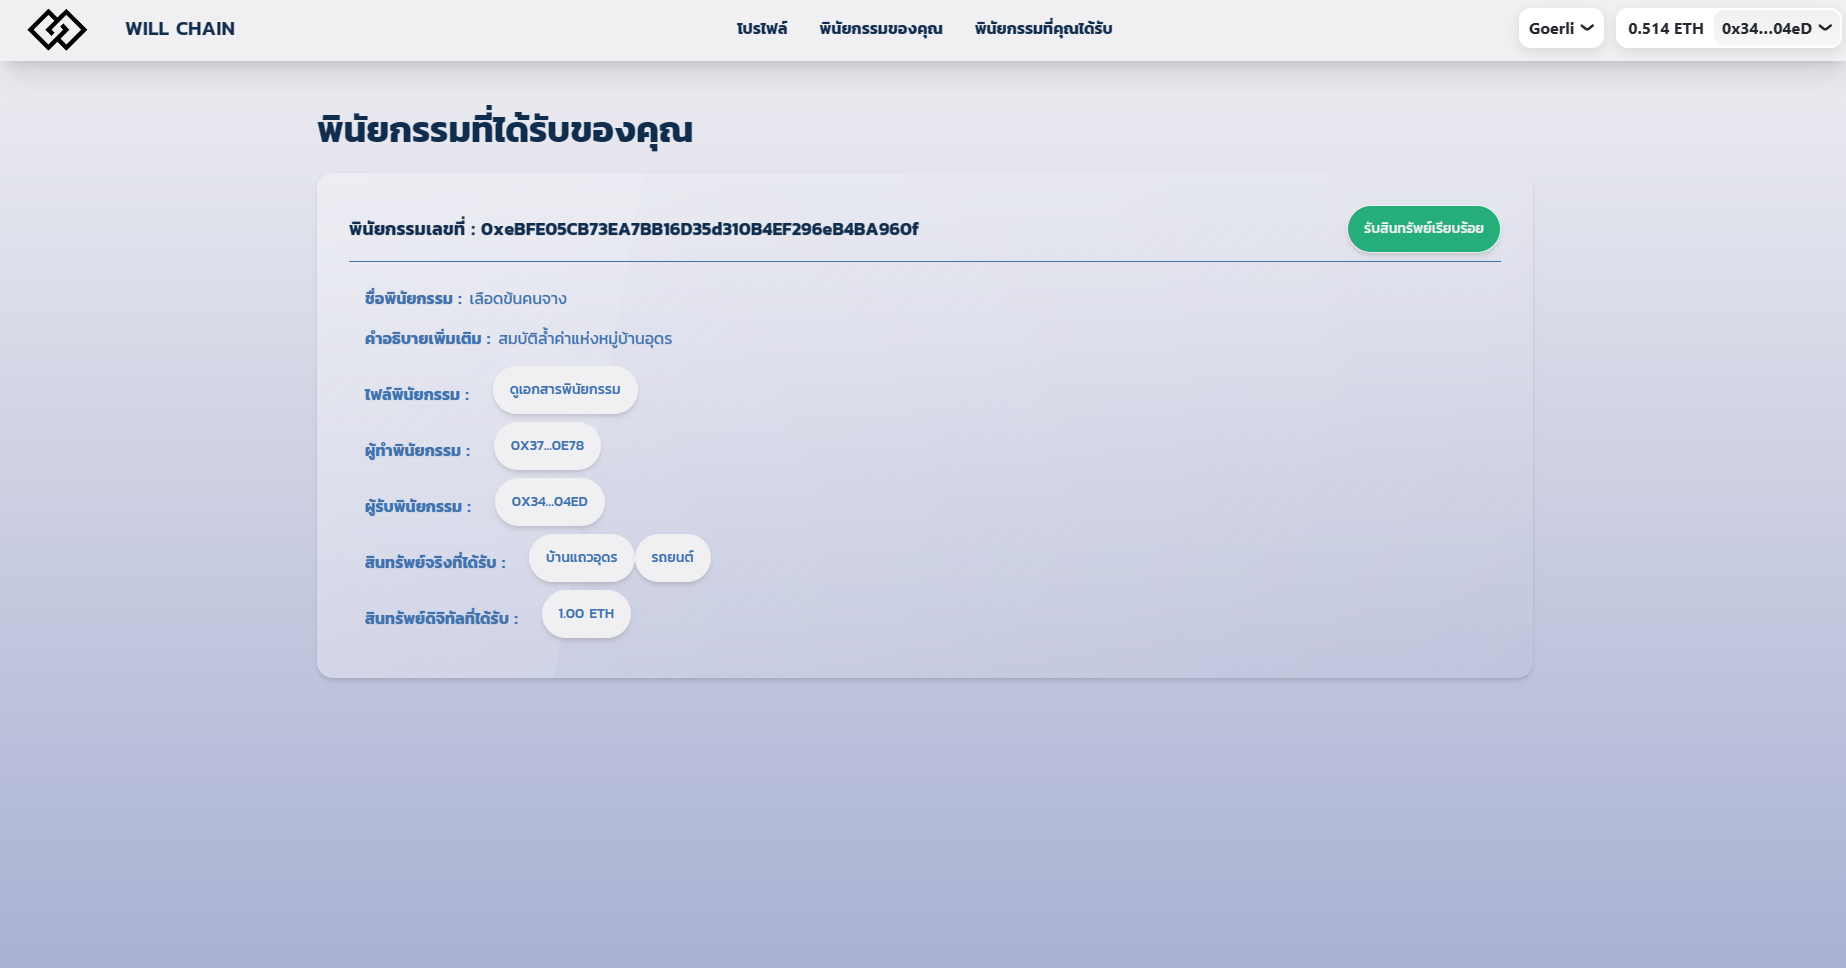 WILL CHAIN
โปรไฟล์ พินัยกรรมของคุณ พินัยกรรมที่คุณได้รับ
Goerli 0.514 ETH 0x34...04eD
พินัยกรรมที่ได้รับของคุณ
พินัยกรรมเลขที่ : 0xeBFE05CB73EA7BB16D35d310B4EF296eB4BA960f
รับสินทรัพย์เรียบร้อย
ชื่อพินัยกรรม : เลือดข้นคนจาง
คำอธิบายเพิ่มเติม : สมบัติล้ำค่าแห่งหมู่บ้านอุดร
ไฟล์พินัยกรรม : ดูเอกสารพินัยกรรม
ผู้ทำพินัยกรรม : 0X37...0E78
ผู้รับพินัยกรรม : 0X34...04ED
สินทรัพย์จริงที่ได้รับ : บ้านแถวอุดร รถยนต์
สินทรัพย์ดิจิทัลที่ได้รับ : 1.00 ETH